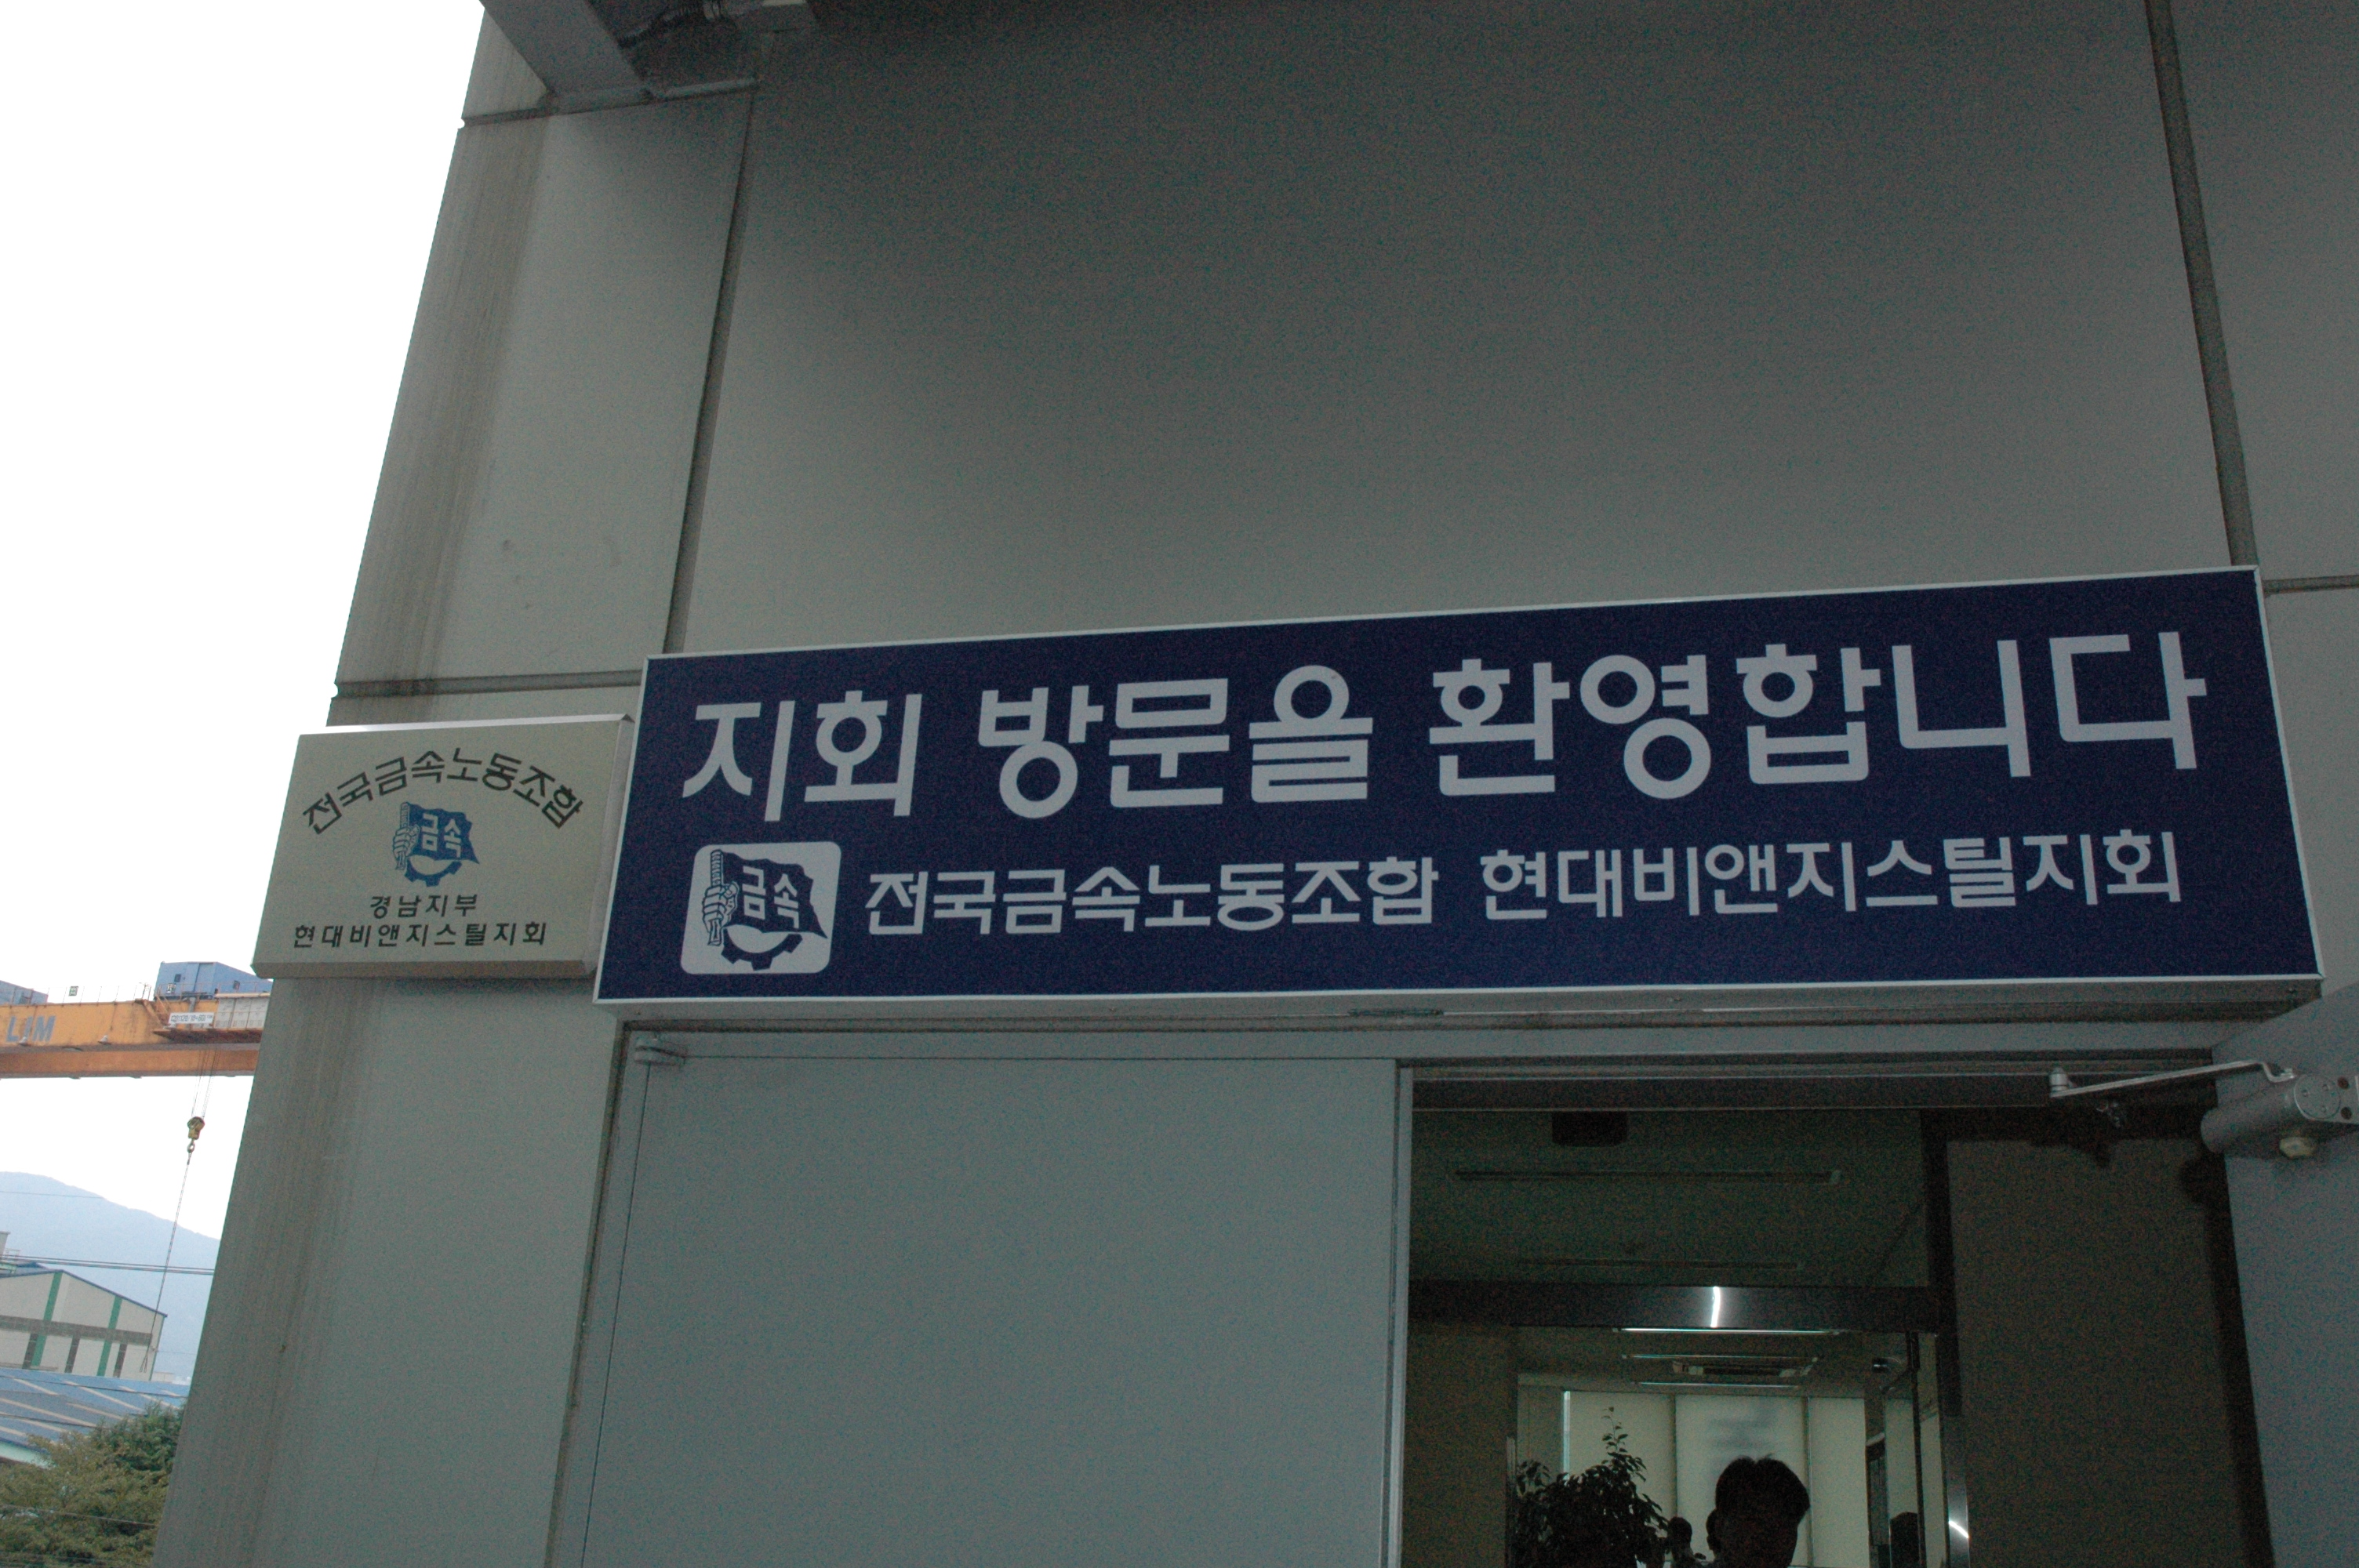 전국금속노동조합
금속
경남지부
현대비앤지스틸지회
지회 방문을 환영합니다
금속
전국금속노동조합 현대비앤지스틸지회